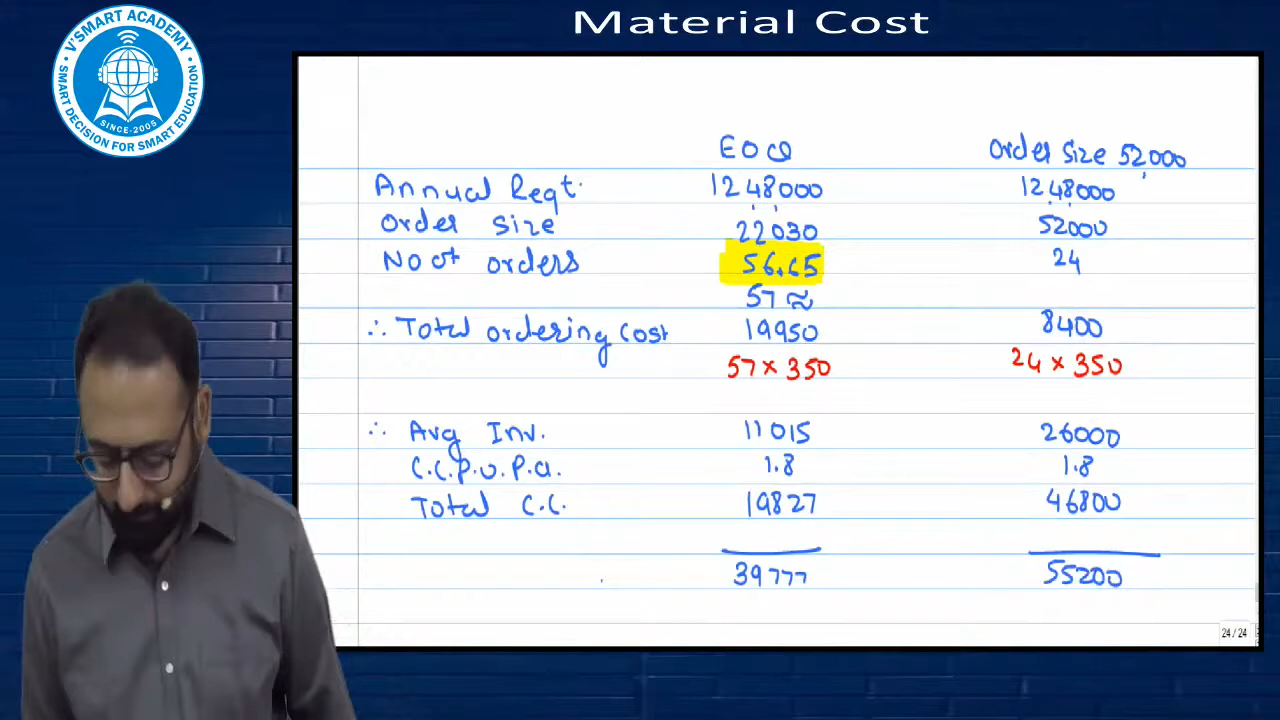 Material Cost
V'SMART ACADEMY
SINCE-2005
SMART DECISION FOR SMART EDUCATION
EOQ Order Size 52,000
Annual Reqt. 1248000 1248000
Order Size 22030 52000
No of orders 56.65 24
57 ≈
∴ Total ordering cost 19950 8400
57 × 350 24 × 350
∴ Avg Inv. 11015 26000
C.C.P.U.P.A. 1.8 1.8
Total C.C. 19827 46800
39777 55200
24 / 24